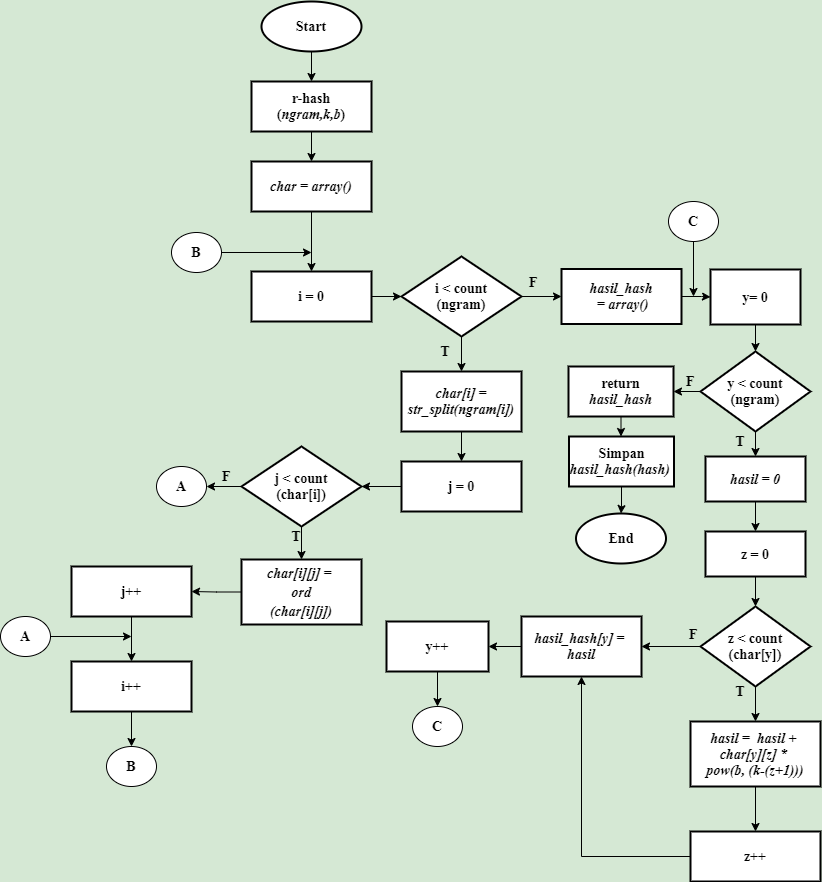 Start
r-hash
(ngram,k,b)
char = array()
B
i = 0
i < count
(ngram)
F
hasil_hash
= array()
C
y= 0
T
char[i] =
str_split(ngram[i])
j = 0
j < count
(char[i])
F
A
T
char[i][j] =
ord
(char[i][j])
j++
A
i++
B
y < count
(ngram)
F
return
hasil_hash
Simpan
hasil_hash(hash)
End
T
hasil = 0
z = 0
z < count
(char[y])
F
hasil_hash[y] =
hasil
y++
C
T
hasil =  hasil +
char[y][z] *
pow(b, (k-(z+1)))
z++